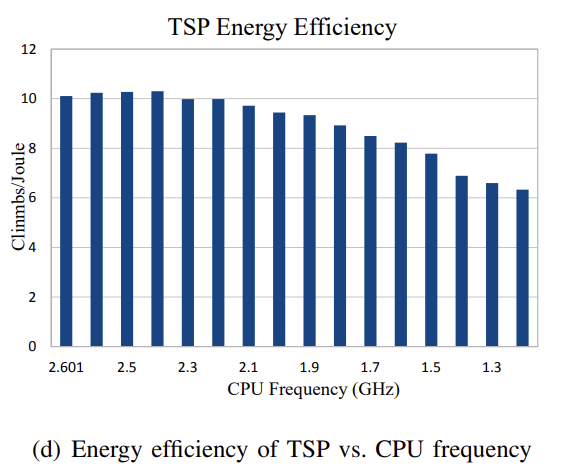 TSP Energy Efficiency
12
10
8
6
4
2
0
Clinmbs/Joule
2.601 2.5 2.3 2.1 1.9 1.7 1.5 1.3
CPU Frequency (GHz)
(d) Energy efficiency of TSP vs. CPU frequency